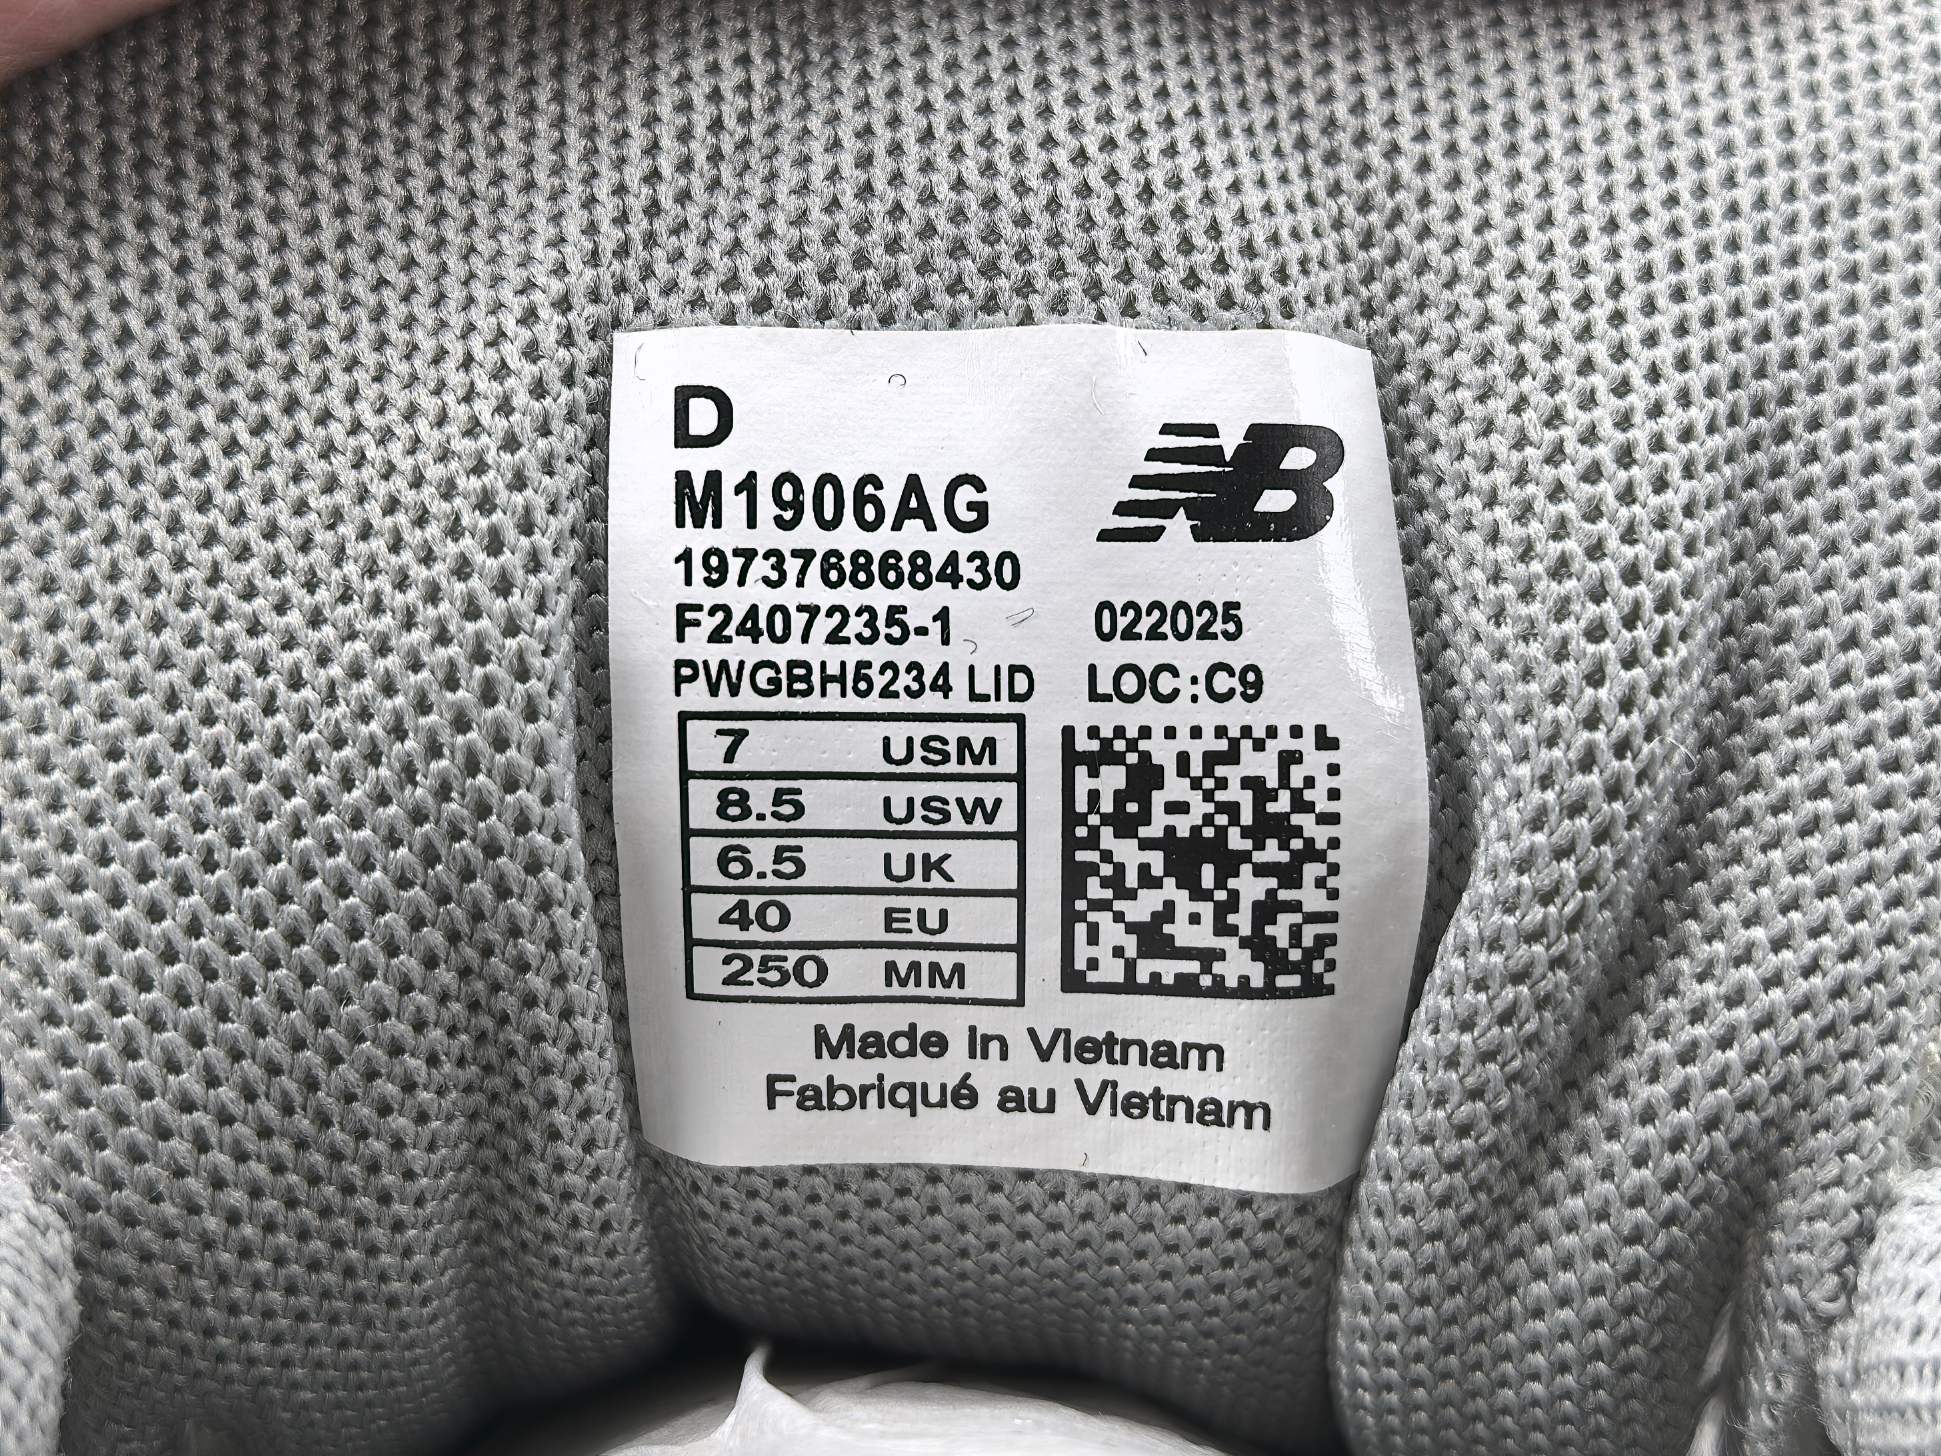 D
NB
M1906AG
197376868430
F2407235-1 022025
PWGBH5234 LID LOC:C9
7 USM
8.5 USW
6.5 UK
40 EU
250 MM
Made in Vietnam
Fabriqué au Vietnam